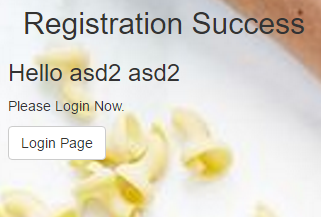 Registration Success
Hello asd2 asd2
Please Login Now.
Login Page